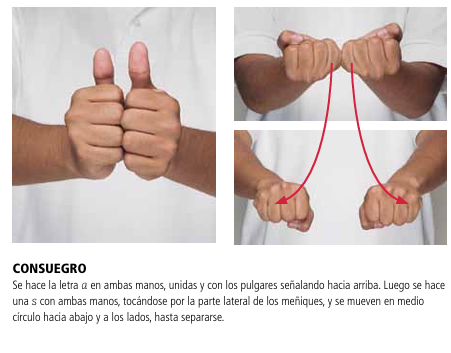 CONSUEGRO
Se hace la letra a en ambas manos, unidas y con los pulgares señalando hacia arriba. Luego se hace
una s con ambas manos, tocándose por la parte lateral de los meñiques, y se mueven en medio
círculo hacia abajo y a los lados, hasta separarse.